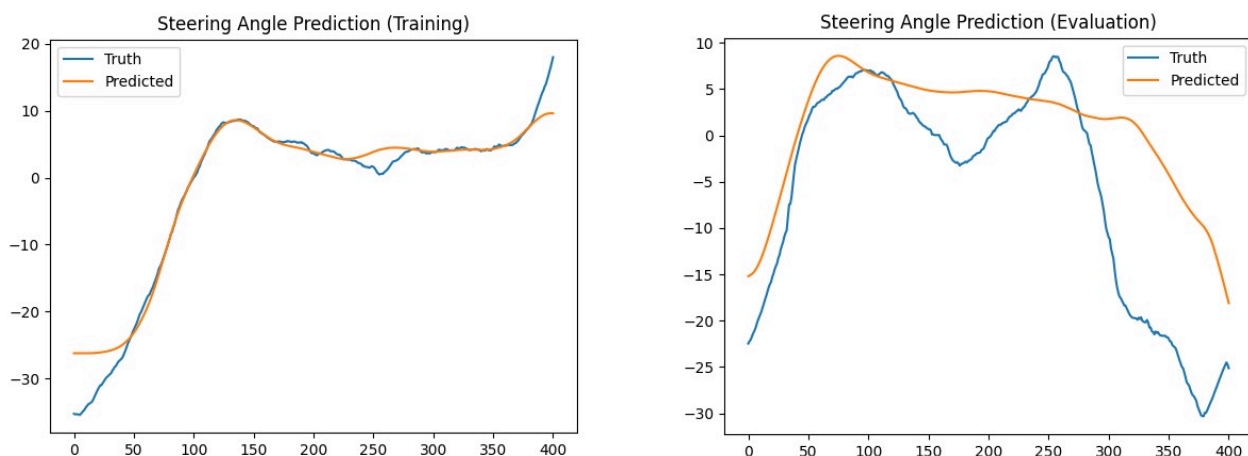 Steering Angle Prediction (Training)
20
10
0
−10
−20
−30
0 50 100 150 200 250 300 350 400
Truth
Predicted
Steering Angle Prediction (Evaluation)
10
5
0
−5
−10
−15
−20
−25
−30
0 50 100 150 200 250 300 350 400
Truth
Predicted